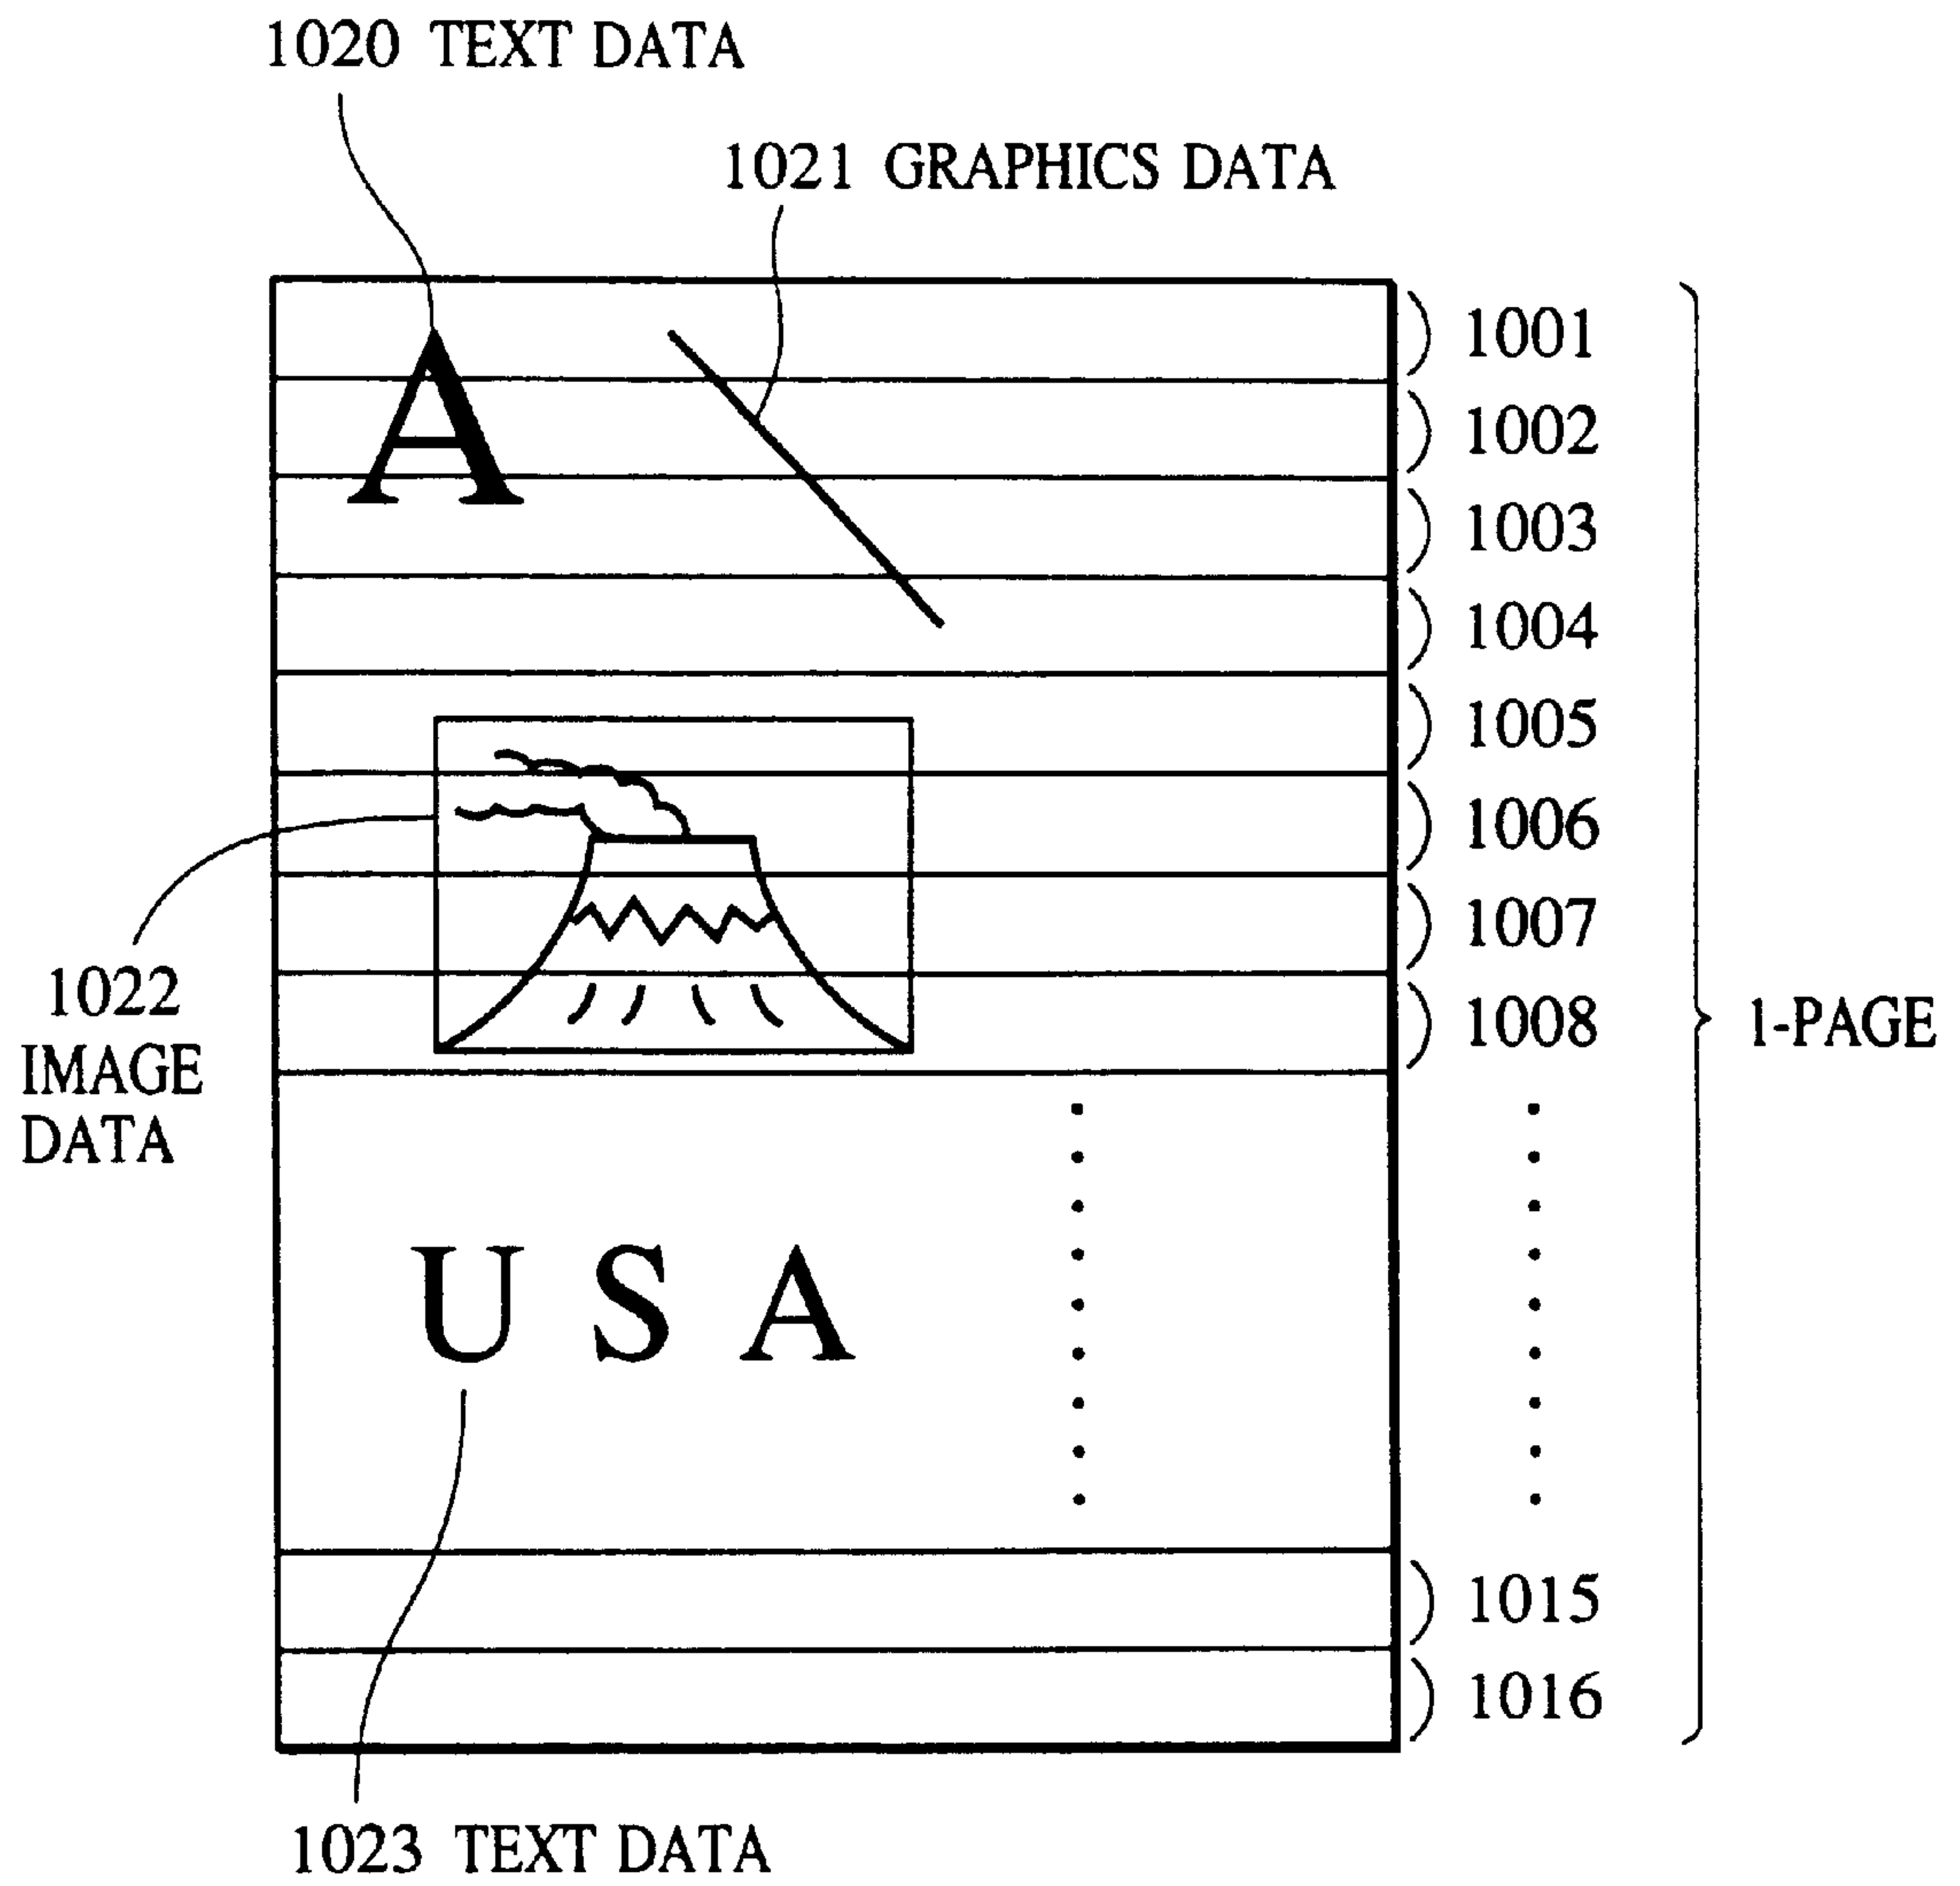 1020 TEXT DATA
1021 GRAPHICS DATA
A
1001
1002
1003
1004
1005
1006
1007
1008
1022
IMAGE
DATA
1-PAGE
U S A
1015
1016
1023 TEXT DATA